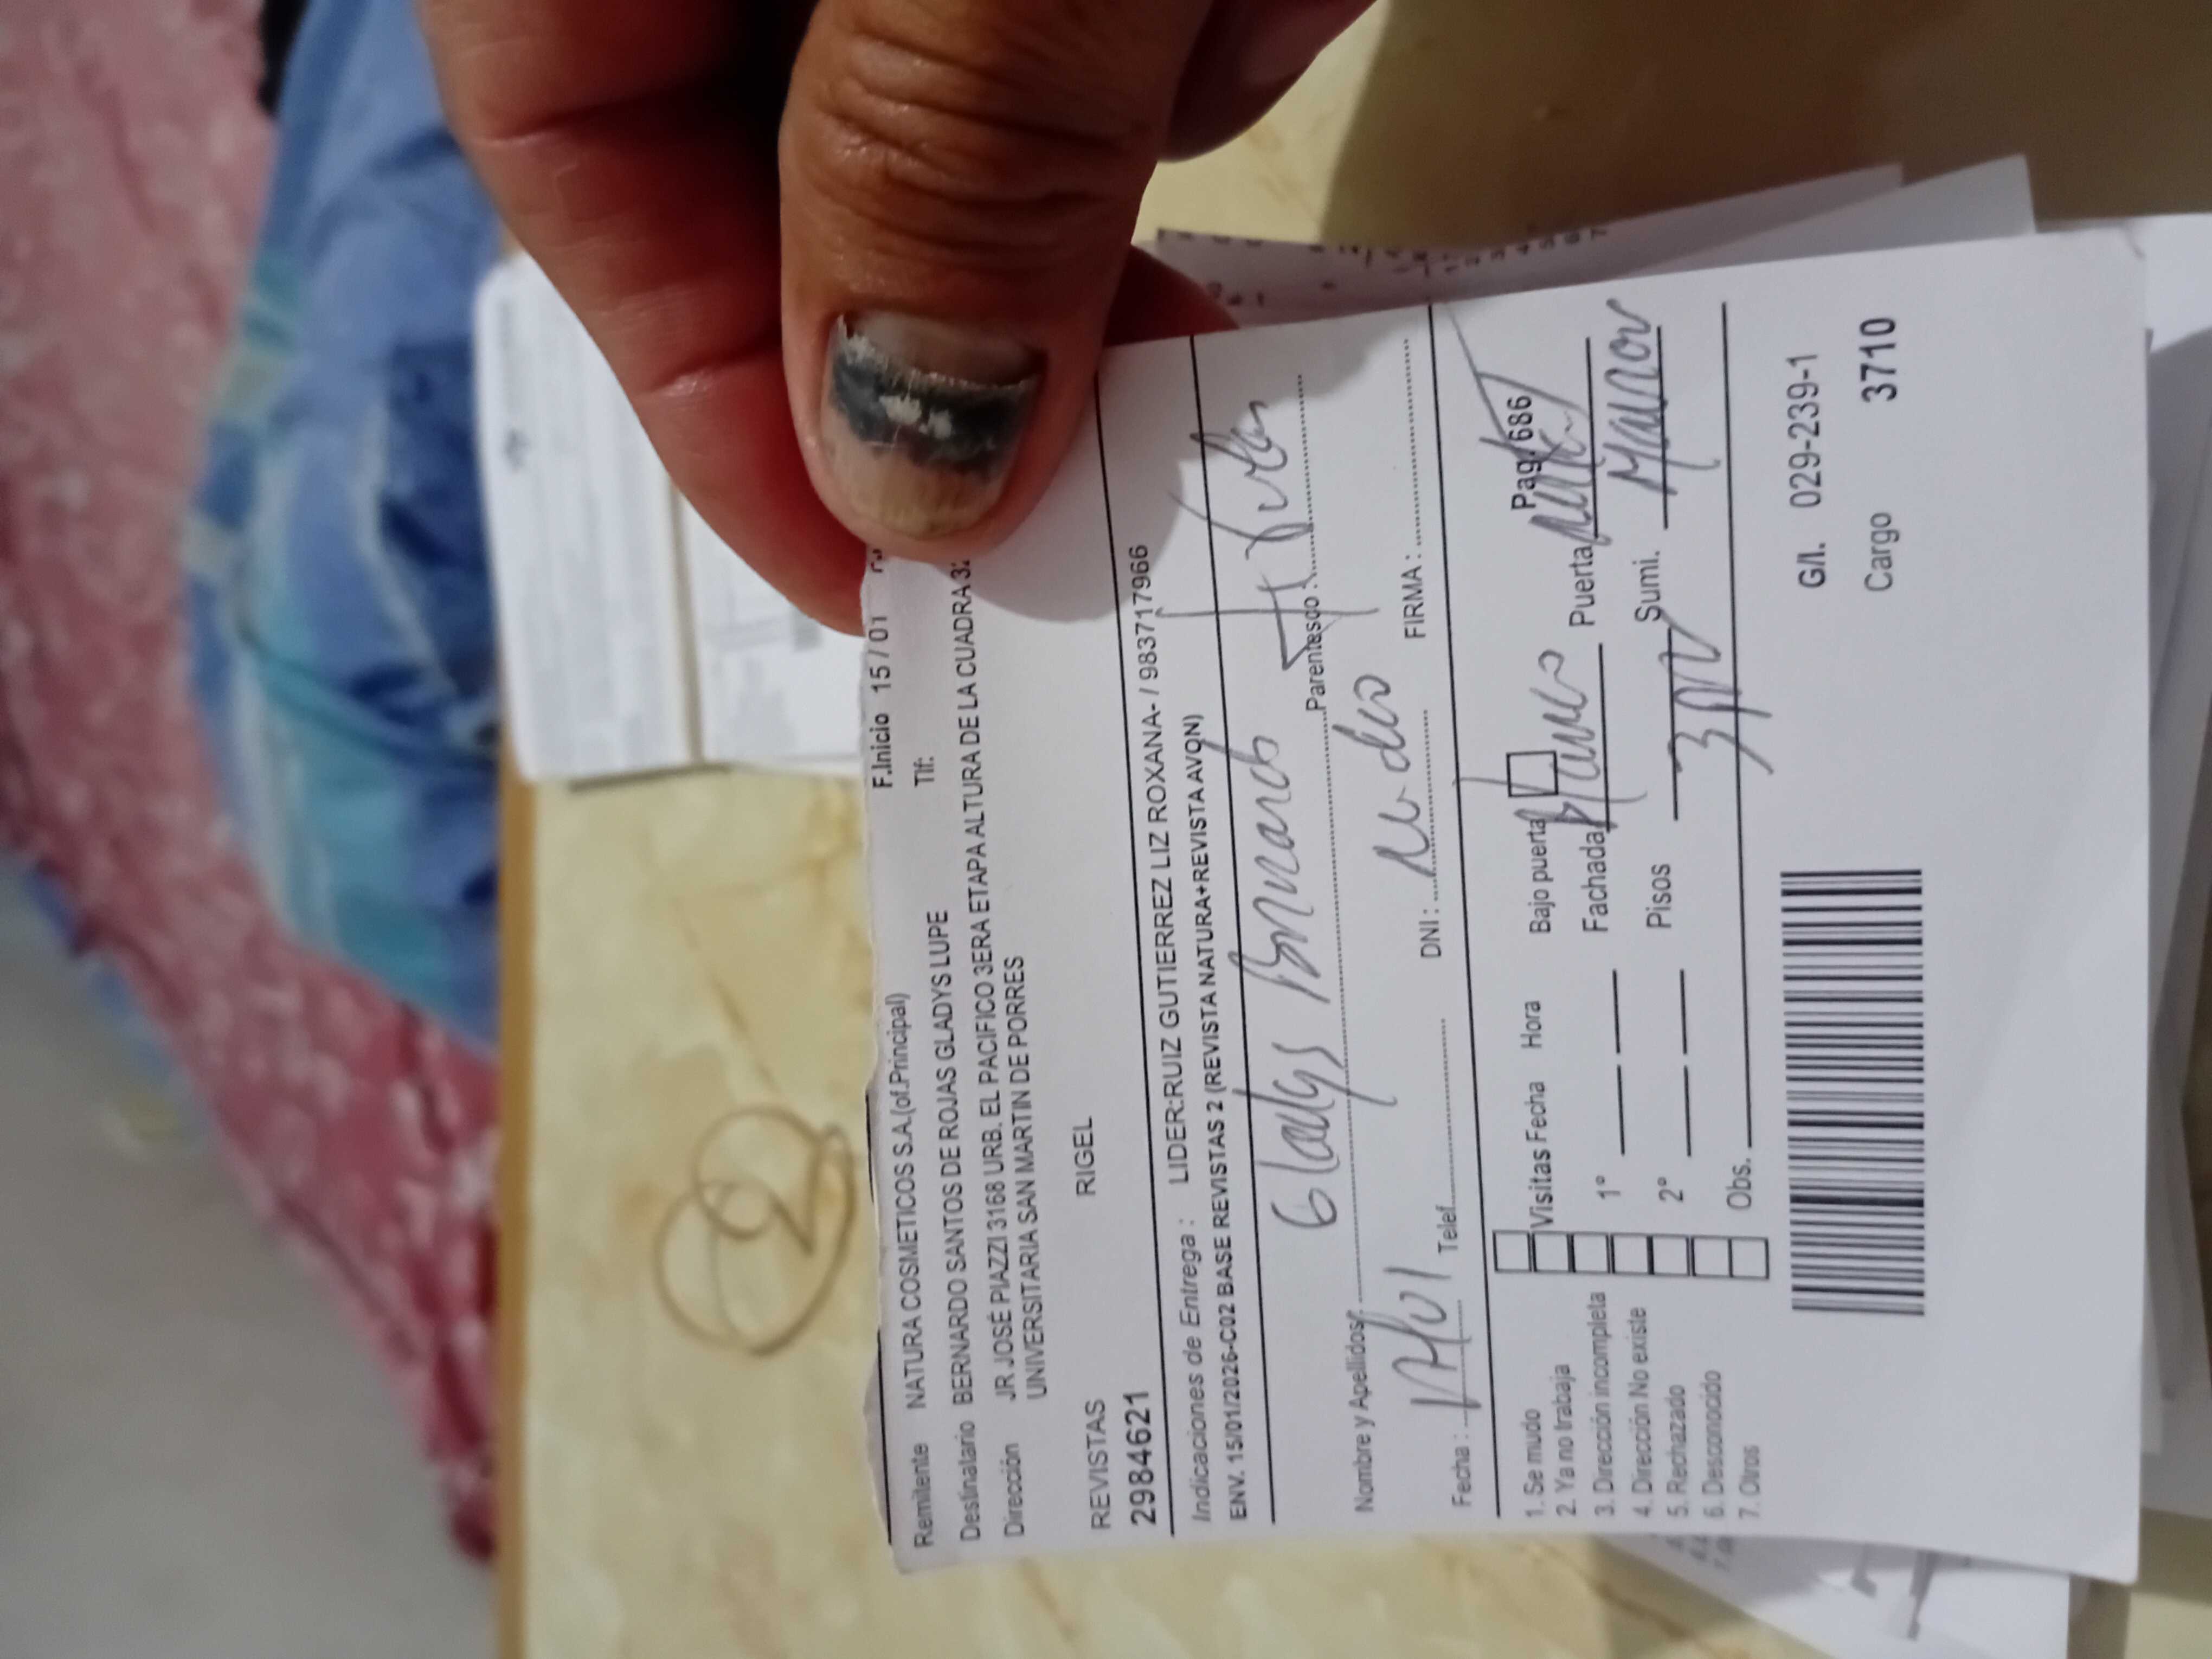 F.Inicio 15 / 01
Remitente NATURA COSMETICOS S.A.(of.Principal) Tlf:
Destinatario BERNARDO SANTOS DE ROJAS GLADYS LUPE
Dirección JR JOSÉ PIAZZI 3168 URB. EL PACIFICO 3ERA ETAPA ALTURA DE LA CUADRA
UNIVERSITARIA SAN MARTIN DE PORRES
REVISTAS RIGEL
2984621
Indicaciones de Entrega : LIDER:RUIZ GUTIERREZ LIZ ROXANA- / 983717966
ENV. 15/01/2026-C02 BASE REVISTAS 2 (REVISTA NATURA+REVISTA AVON)
Gladys Bernardo
Nombre y Apellidos: Parentesco :
Fecha : Telef. DNI : FIRMA :
Pag. 686
1. Se mudo
2. Ya no trabaja
3. Dirección incompleta
4. Dirección No existe
5. Rechazado
6. Desconocido
7. Otros
Visitas Fecha Hora Bajo puerta
1° Fachada Blanco Puerta
2° Pisos Sumi. Marron
Obs.
G/I. 029-239-1
Cargo 3710